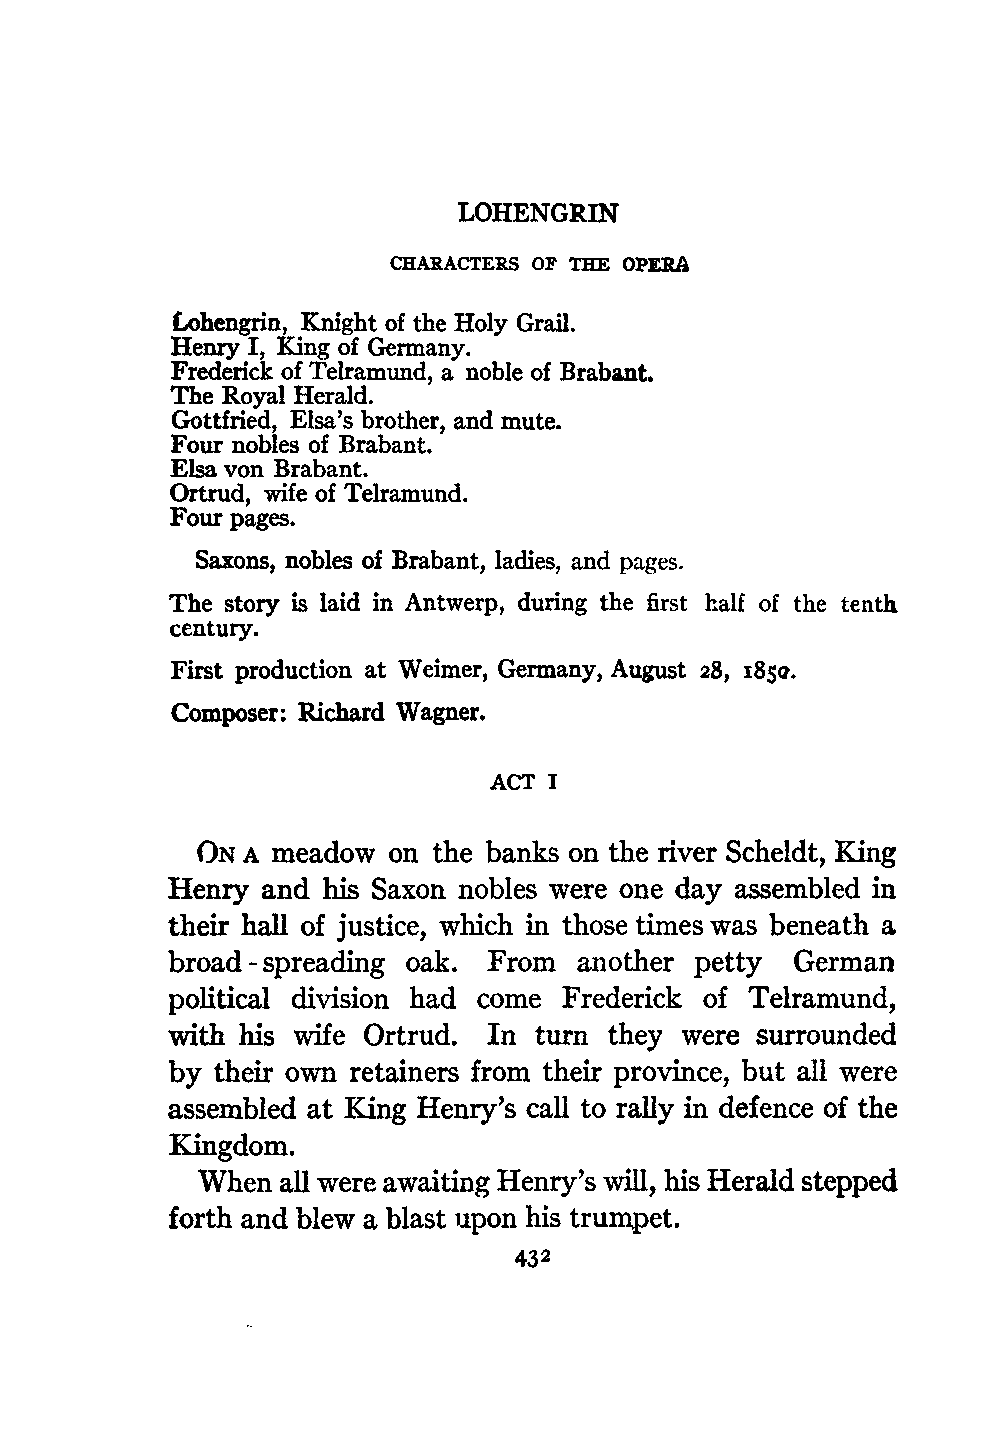 LOHENGRIN
CHARACTERS OF THE OPERA
Lohengrin, Knight of the Holy Grail.
Henry I, King of Germany.
Frederick of Telramund, a noble of Brabant.
The Royal Herald.
Gottfried, Elsa's brother, and mute.
Four nobles of Brabant.
Elsa von Brabant.
Ortrud, wife of Telramund.
Four pages.
Saxons, nobles of Brabant, ladies, and pages.
The story is laid in Antwerp, during the first half of the tenth
century.
First production at Weimer, Germany, August 28, 1850.
Composer: Richard Wagner.
ACT I
ON A meadow on the banks on the river Scheldt, King
Henry and his Saxon nobles were one day assembled in
their hall of justice, which in those times was beneath a
broad-spreading oak. From another petty German
political division had come Frederick of Telramund,
with his wife Ortrud. In turn they were surrounded
by their own retainers from their province, but all were
assembled at King Henry's call to rally in defence of the
Kingdom.
When all were awaiting Henry's will, his Herald stepped
forth and blew a blast upon his trumpet.
432